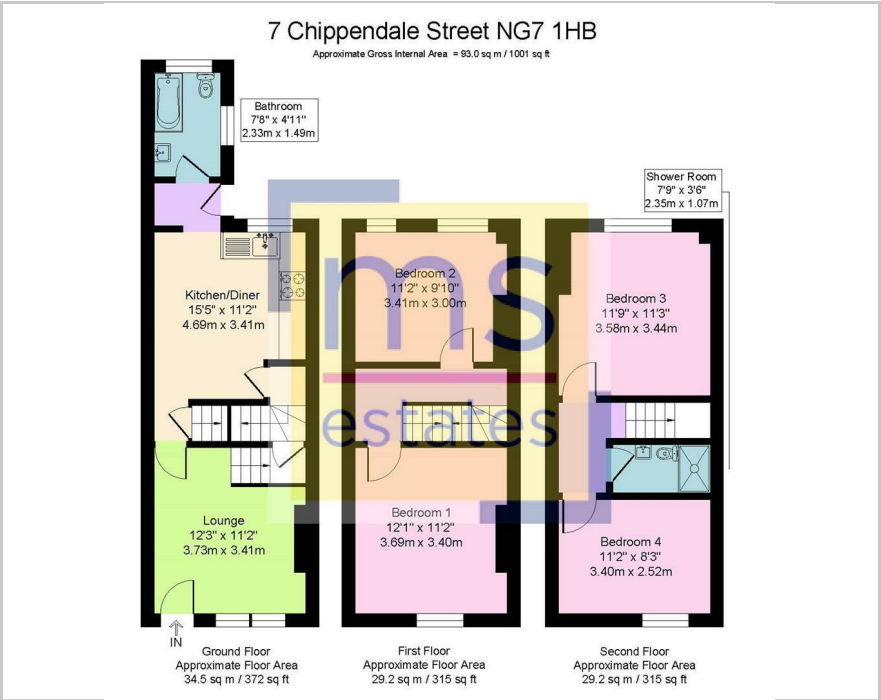 7 Chippendale Street NG7 1HB
Approximate Gross Internal Area = 93.0 sq m / 1001 sq ft
Bathroom
7'8" x 4'11"
2.33m x 1.49m
Shower Room
7'9" x 3'6"
2.35m x 1.07m
Kitchen/Diner
15'5" x 11'2"
4.69m x 3.41m
Bedroom 2
11'2" x 9'10"
3.41m x 3.00m
Bedroom 3
11'9" x 11'3"
3.58m x 3.44m
ms
estates
Lounge
12'3" x 11'2"
3.73m x 3.41m
Bedroom 1
12'1" x 11'2"
3.69m x 3.40m
Bedroom 4
11'2" x 8'3"
3.40m x 2.52m
IN
Ground Floor
Approximate Floor Area
34.5 sq m / 372 sq ft
First Floor
Approximate Floor Area
29.2 sq m / 315 sq ft
Second Floor
Approximate Floor Area
29.2 sq m / 315 sq ft